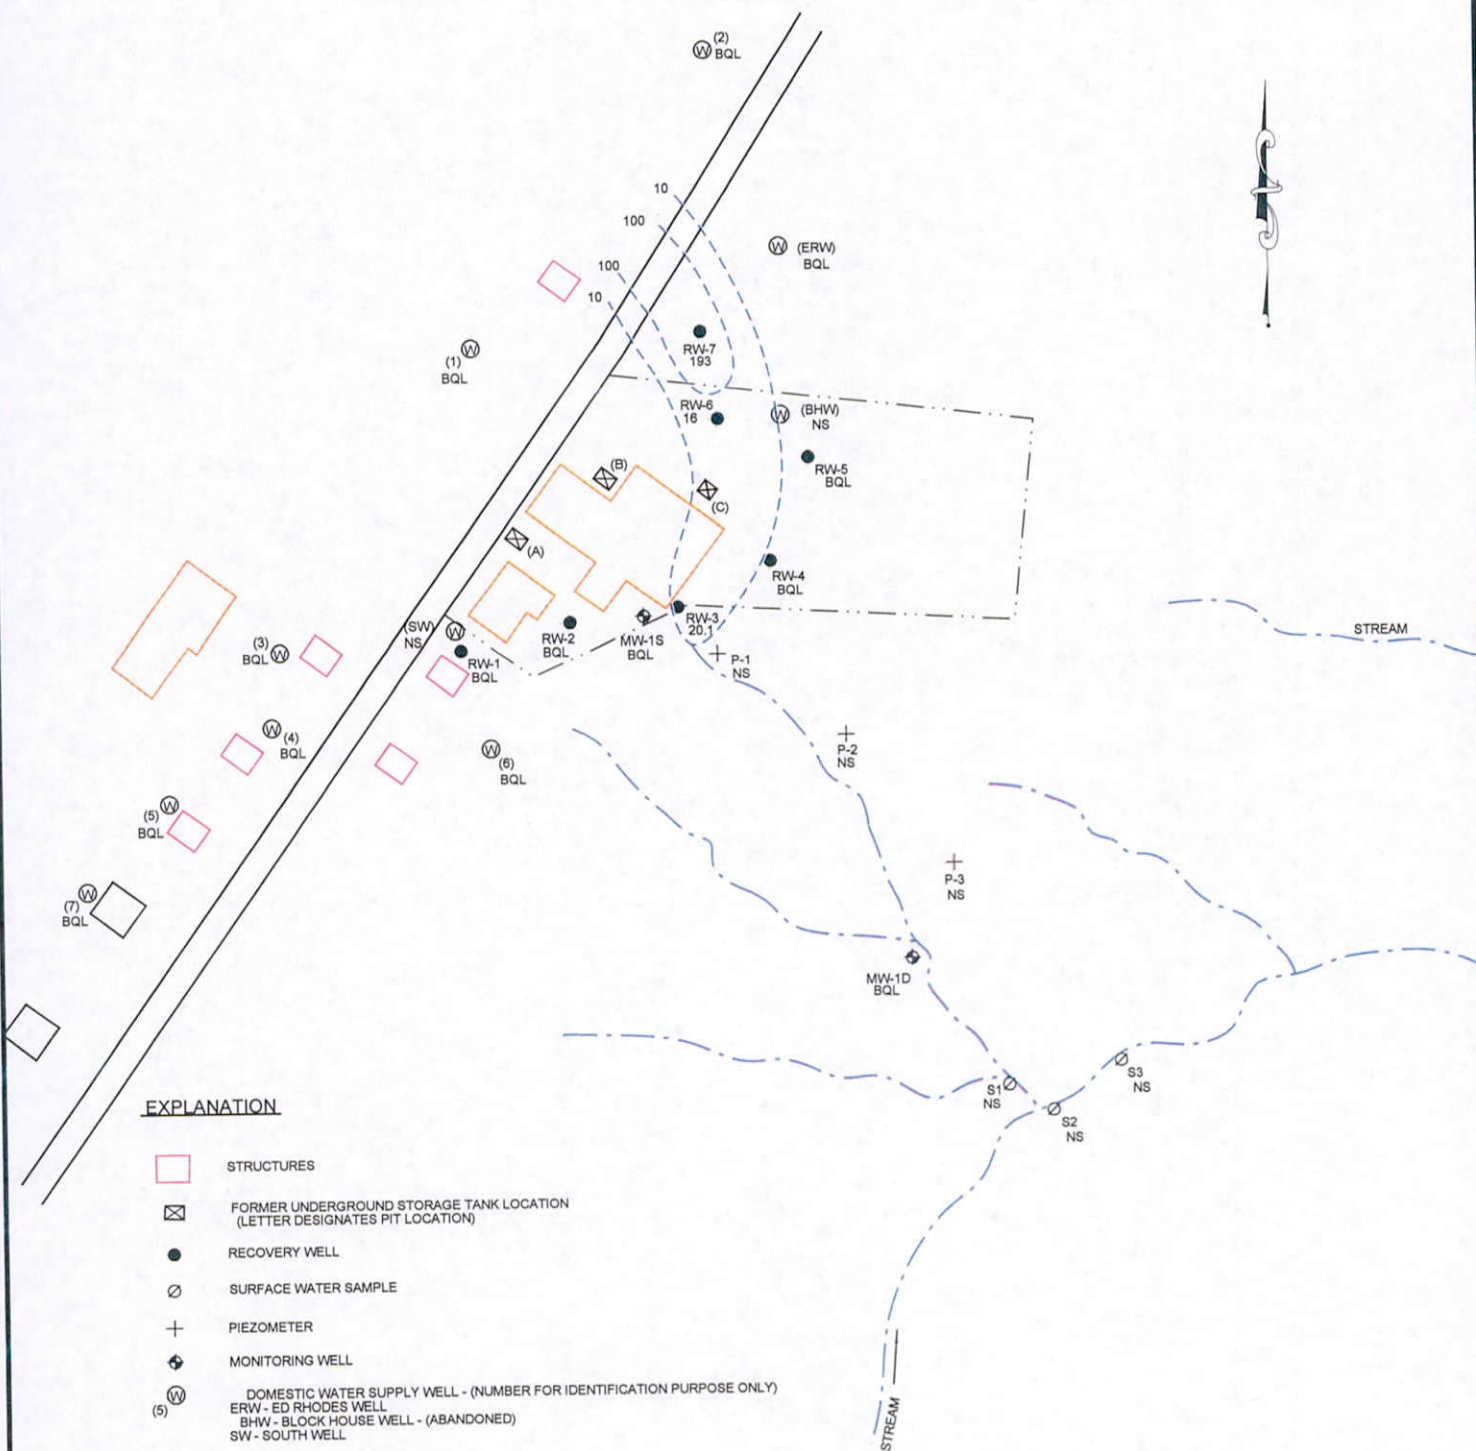 (2)
BQL
10
100
(ERW)
BQL
100
10
RW-7
193
(1)
BQL
RW-6
16
(BHW)
NS
(B)
RW-5
BQL
(C)
(A)
RW-4
BQL
(SW)
NS
RW-3
20.1
RW-2
BQL
MW-1S
BQL
STREAM
(3)
BQL
RW-1
BQL
P-1
NS
(4)
BQL
(6)
BQL
P-2
NS
(5)
BQL
P-3
NS
(7)
BQL
MW-1D
BQL
S3
NS
S1
NS
S2
NS
EXPLANATION
STRUCTURES
FORMER UNDERGROUND STORAGE TANK LOCATION
(LETTER DESIGNATES PIT LOCATION)
RECOVERY WELL
SURFACE WATER SAMPLE
PIEZOMETER
MONITORING WELL
(5) W DOMESTIC WATER SUPPLY WELL - (NUMBER FOR IDENTIFICATION PURPOSE ONLY)
ERW - ED RHODES WELL
BHW - BLOCK HOUSE WELL - (ABANDONED)
SW - SOUTH WELL
STREAM